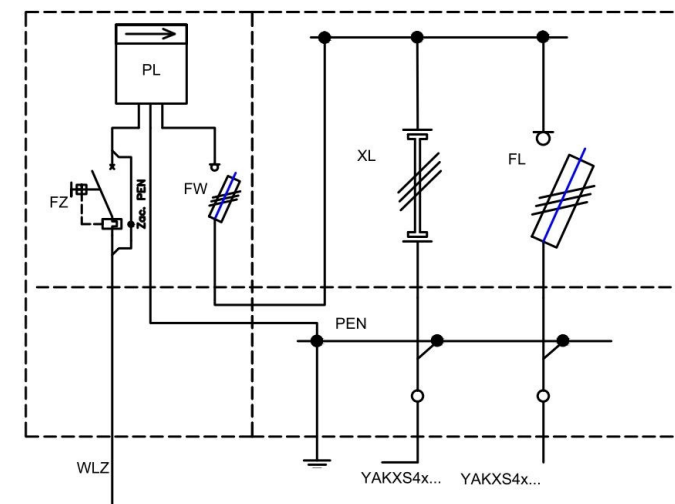 PL
XL
FL
FZ
Zac. PEN
FW
PEN
WLZ
YAKXS4x...
YAKXS4x...